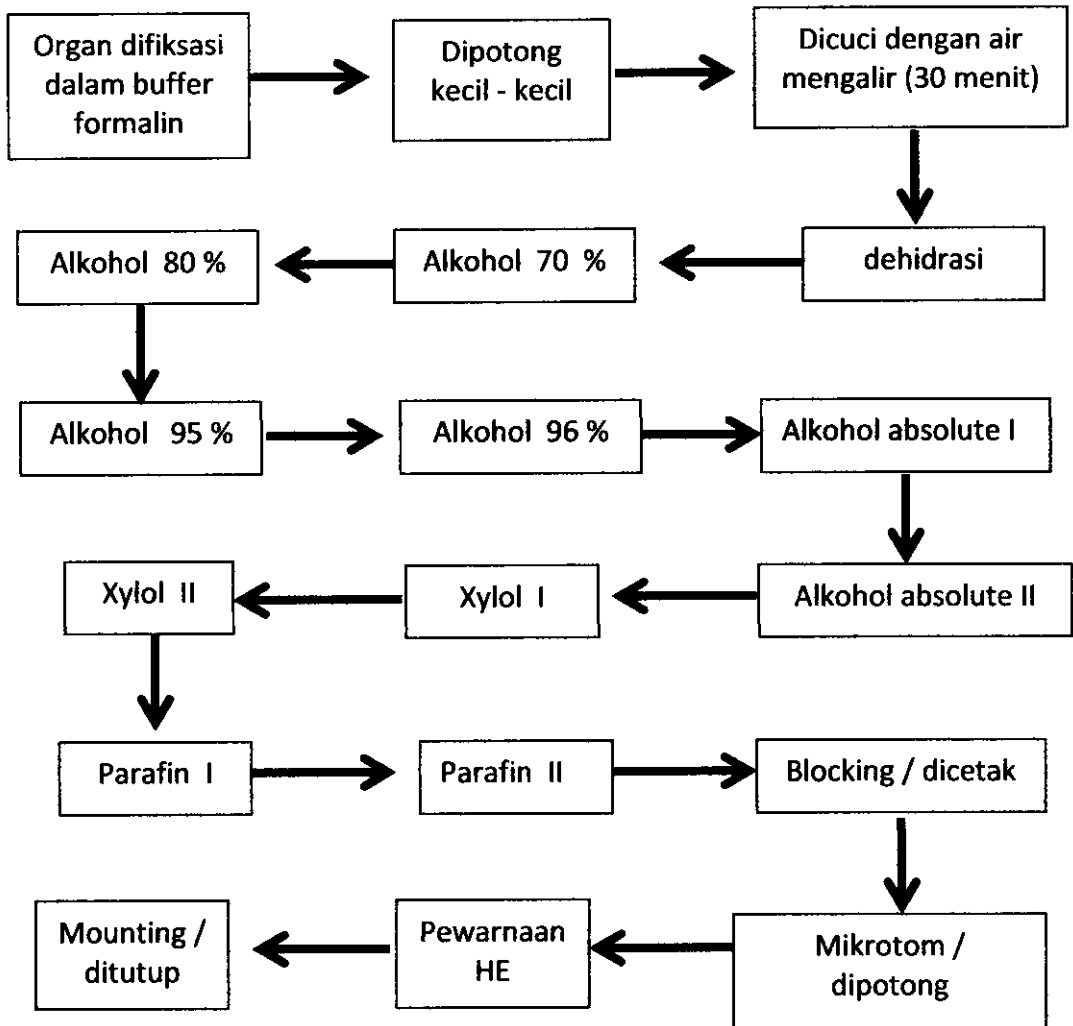 Organ difiksasi
dalam buffer
formalin
Dipotong
kecil - kecil
Dicuci dengan air
mengalir (30 menit)
dehidrasi
Alkohol 70 %
Alkohol 80 %
Alkohol 95 %
Alkohol 96 %
Alkohol absolute I
Alkohol absolute II
Xylol I
Xylol II
Parafin I
Parafin II
Blocking / dicetak
Mikrotom /
dipotong
Pewarnaan
HE
Mounting /
ditutup